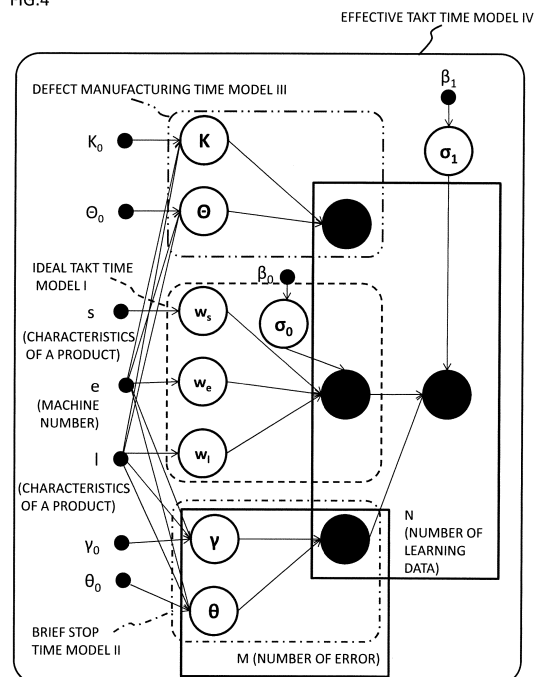 FIG.4
EFFECTIVE TAKT TIME MODEL IV
DEFECT MANUFACTURING TIME MODEL III
β1
K0
K
σ1
Θ0
Θ
IDEAL TAKT TIME
MODEL I
β0
s
ws
σ0
(CHARACTERISTICS
OF A PRODUCT)
e
we
(MACHINE
NUMBER)
l
wl
(CHARACTERISTICS
OF A PRODUCT)
N
(NUMBER OF
LEARNING
DATA)
γ0
γ
θ0
θ
BRIEF STOP
TIME MODEL II
M (NUMBER OF ERROR)